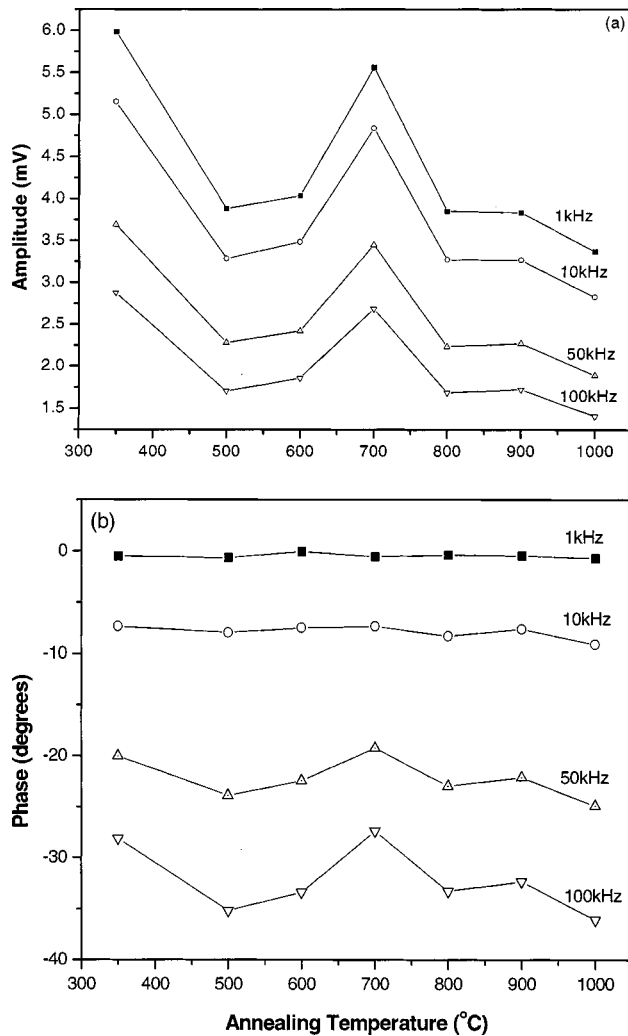 (a)
6.0
5.5
5.0
4.5
4.0
3.5
3.0
2.5
2.0
1.5
Amplitude (mV)
1kHz
10kHz
50kHz
100kHz
300 400 500 600 700 800 900 1000
(b)
0
-10
-20
-30
-40
Phase (degrees)
1kHz
10kHz
50kHz
100kHz
300 400 500 600 700 800 900 1000
Annealing Temperature (°C)